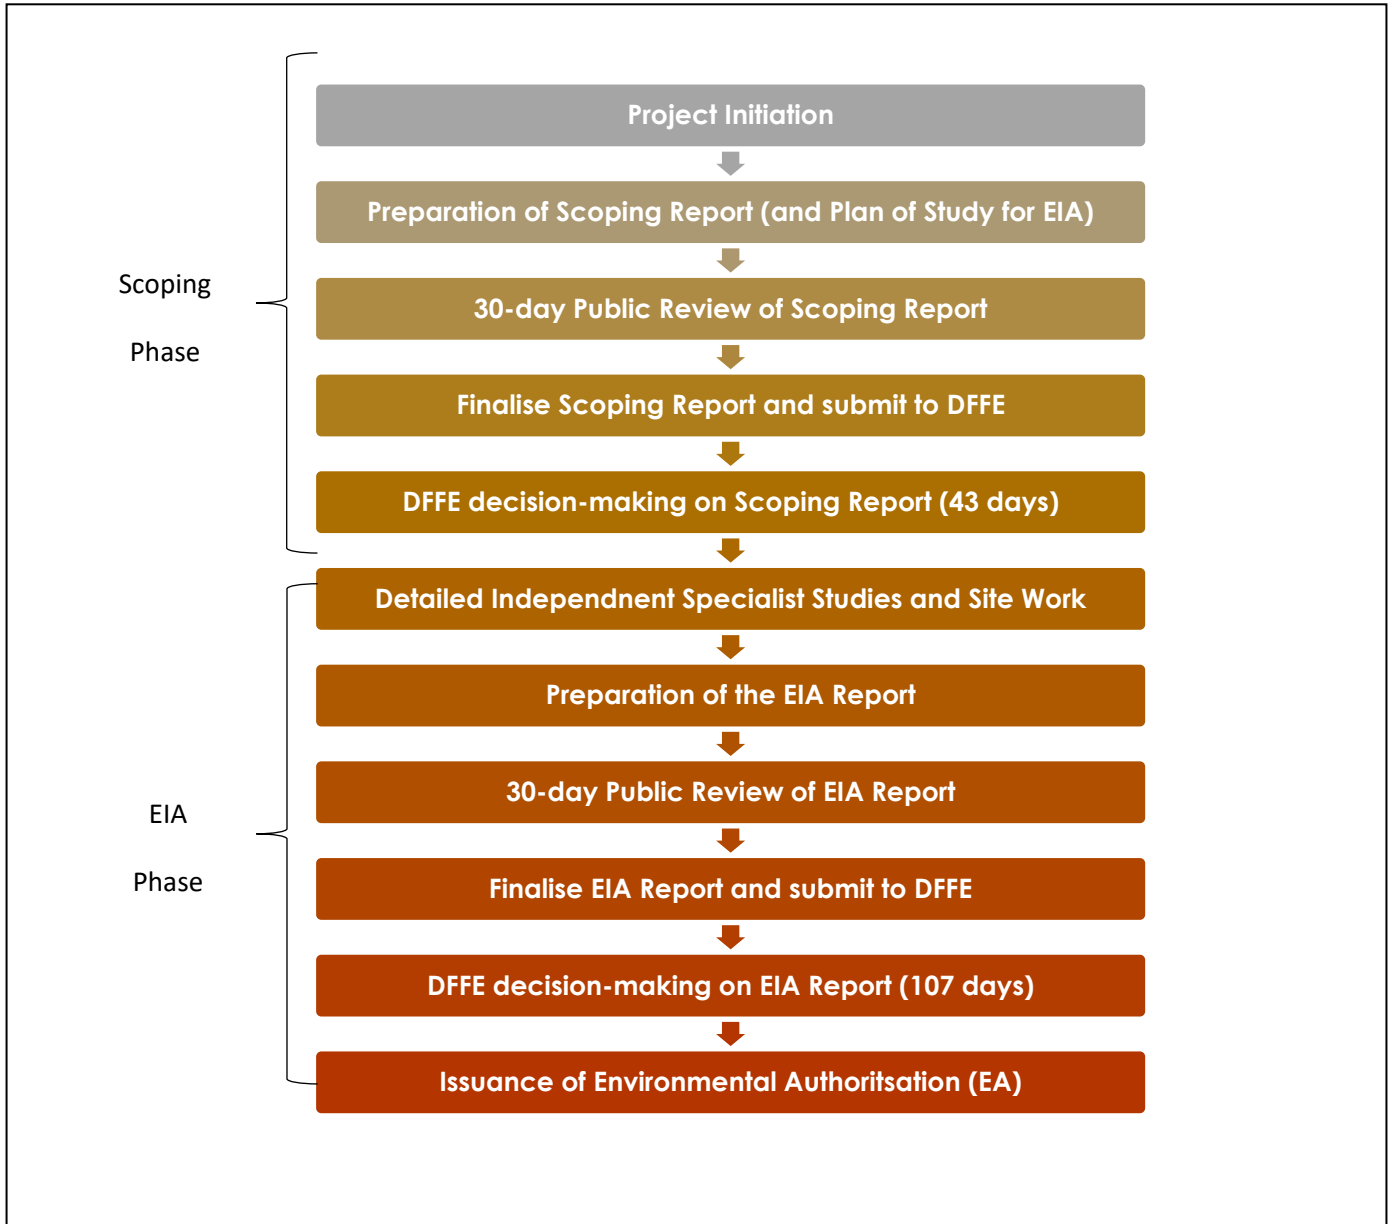 Project Initiation
Preparation of Scoping Report (and Plan of Study for EIA)
Scoping
Phase
30-day Public Review of Scoping Report
Finalise Scoping Report and submit to DFFE
DFFE decision-making on Scoping Report (43 days)
Detailed Independnent Specialist Studies and Site Work
Preparation of the EIA Report
30-day Public Review of EIA Report
EIA
Phase
Finalise EIA Report and submit to DFFE
DFFE decision-making on EIA Report (107 days)
Issuance of Environmental Authoritsation (EA)